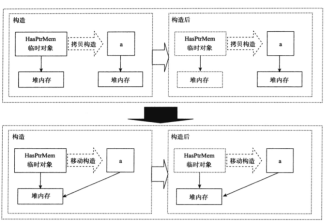 构造
HasPtrMem
临时对象
拷贝构造
a
堆内存
堆内存
构造后
HasPtrMem
临时对象
拷贝构造
a
堆内存
堆内存
构造
HasPtrMem
临时对象
移动构造
a
堆内存
构造后
HasPtrMem
临时对象
移动构造
a
堆内存